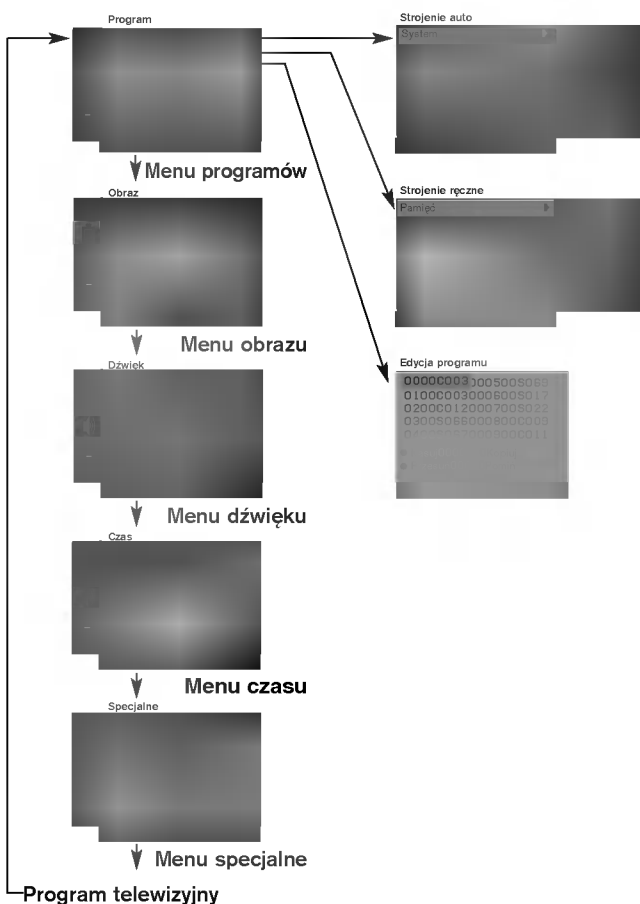 Program
Menu programów
Obraz
Menu obrazu
Dźwięk
Menu dźwięku
Czas
Menu czasu
Specjalne
Menu specjalne
Program telewizyjny
Strojenie auto
System
Strojenie ręczne
Pamięć
Edycja programu